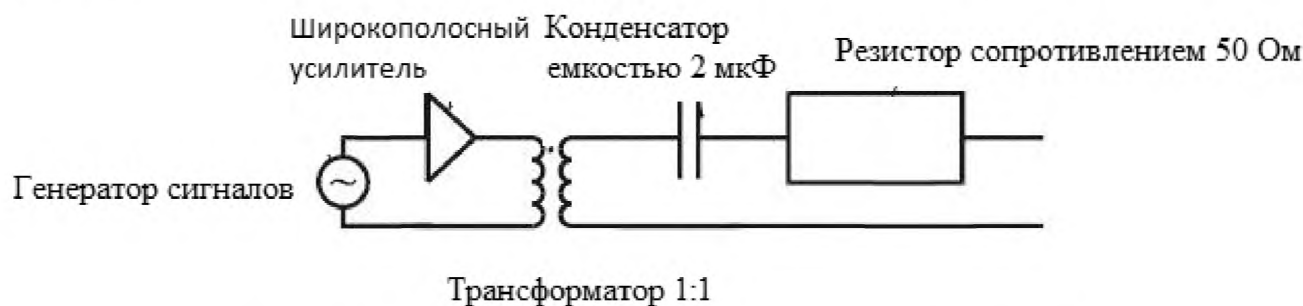 Широкополосный Конденсатор
усилитель емкостью 2 мкФ
Резистор сопротивлением 50 Ом
Генератор сигналов
Трансформатор 1:1